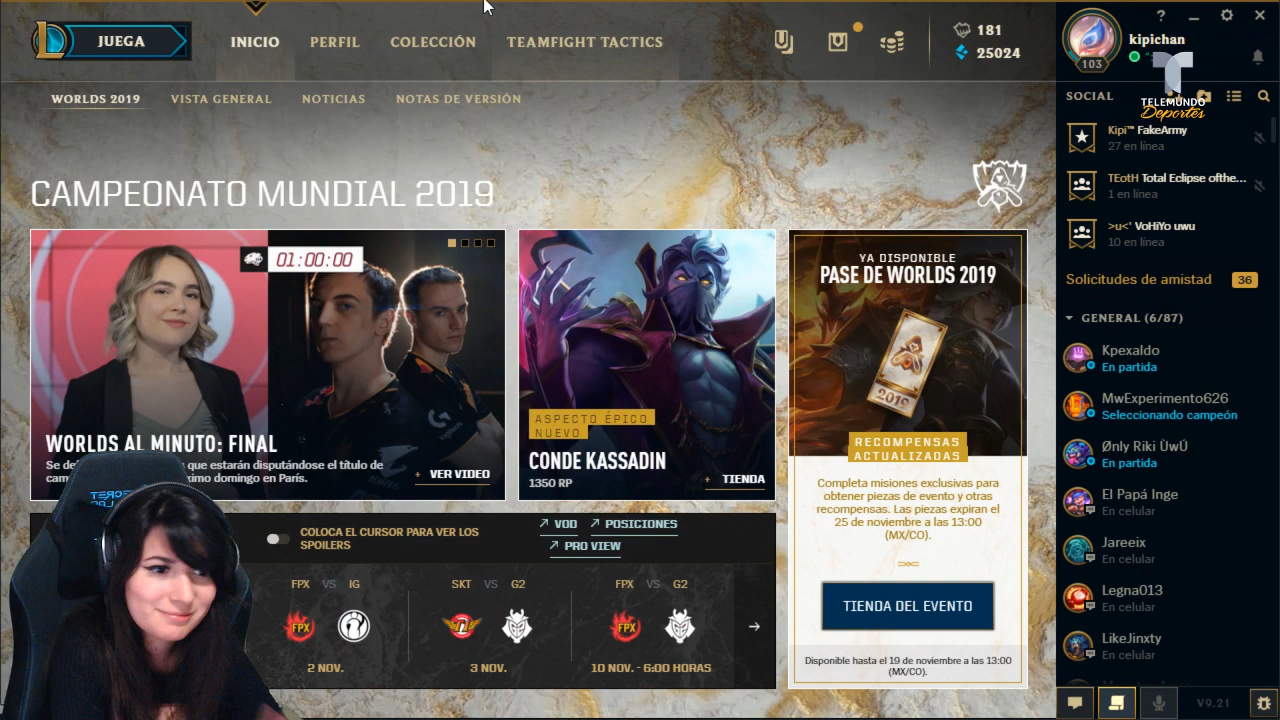 JUEGA
INICIO
PERFIL
COLECCIÓN
TEAMFIGHT TACTICS
181
25024
103
kipichan
WORLDS 2019
VISTA GENERAL
NOTICIAS
NOTAS DE VERSIÓN
SOCIAL
TELEMUNDO
Deportes
Kipi™ FakeArmy
27 en línea
TEotH Total Eclipse ofthe...
1 en línea
>u<' VoHiYo uwu
10 en línea
Solicitudes de amistad 36
GENERAL (6/87)
Kpexaldo
En partida
MwExperimento626
Seleccionando campeón
Ønly Riki ÙwÚ
En partida
El Papá Inge
En celular
Jareeix
En celular
Legna013
En celular
LikeJinxty
En celular
V9.21
CAMPEONATO MUNDIAL 2019
01:00:00
WORLDS AL MINUTO: FINAL
que estarán disputándose el título de
domingo en París.
+ VER VIDEO
ASPECTO ÉPICO
NUEVO
CONDE KASSADIN
1350 RP
+ TIENDA
YA DISPONIBLE
PASE DE WORLDS 2019
2019
RECOMPENSAS
ACTUALIZADAS
Completa misiones exclusivas para
obtener piezas de evento y otras
recompensas. Las piezas expiran el
25 de noviembre a las 13:00
(MX/CO).
TIENDA DEL EVENTO
Disponible hasta el 19 de noviembre a las 13:00
(MX/CO).
COLOCA EL CURSOR PARA VER LOS
SPOILERS
VOD
POSICIONES
PRO VIEW
FPX VS IG
2 NOV.
SKT VS G2
3 NOV.
FPX VS G2
10 NOV. - 6:00 HORAS